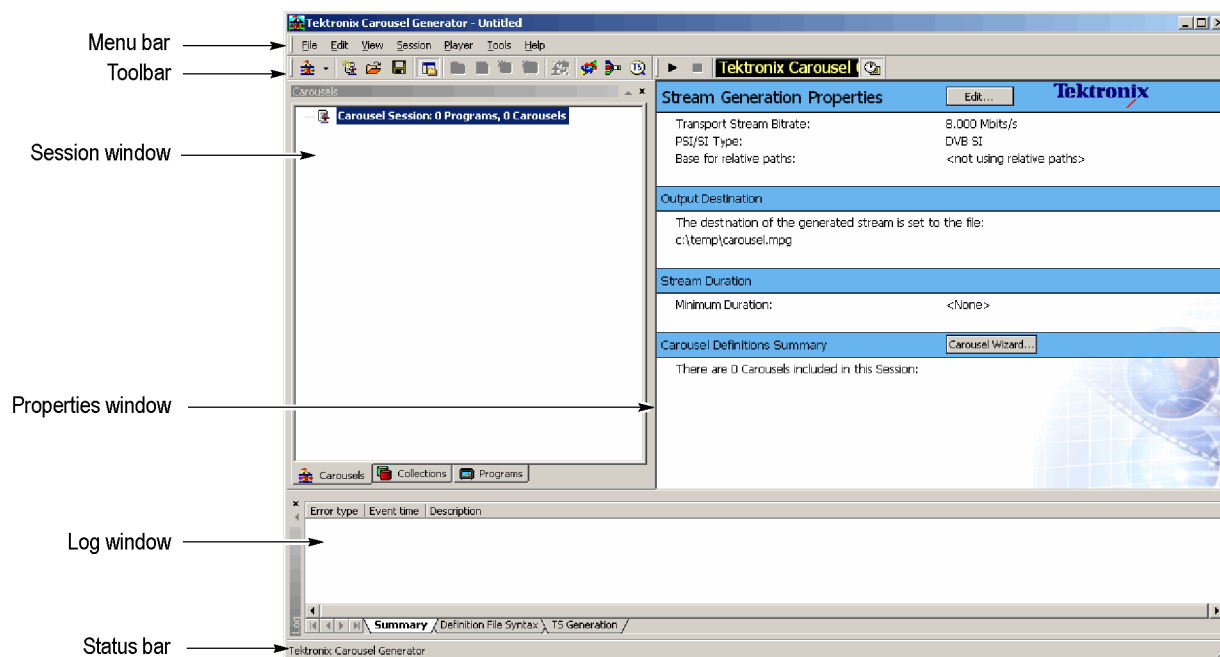 Tektronix Carousel Generator - Untitled
Menu bar
File Edit View Session Player Tools Help
Toolbar
TS
Tektronix Carousel
Carousels
Carousel Session: 0 Programs, 0 Carousels
Session window
Stream Generation Properties
Edit...
Tektronix
Transport Stream Bitrate: 8.000 Mbits/s
PSI/SI Type: DVB SI
Base for relative paths: <not using relative paths>
Output Destination
The destination of the generated stream is set to the file:
c:\temp\carousel.mpg
Stream Duration
Minimum Duration: <None>
Carousel Definitions Summary
Carousel Wizard...
There are 0 Carousels included in this Session:
Properties window
Carousels Collections Programs
Error type Event time Description
Log window
Log
Summary Definition File Syntax TS Generation
Status bar
Tektronix Carousel Generator